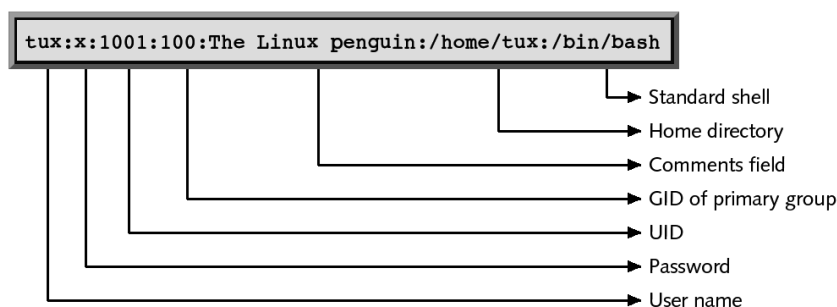 tux:x:1001:100:The Linux penguin:/home/tux:/bin/bash
Standard shell
Home directory
Comments field
GID of primary group
UID
Password
User name